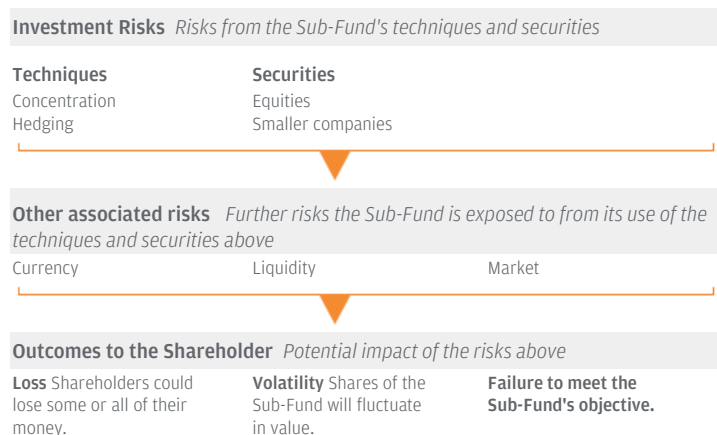 Investment Risks Risks from the Sub-Fund's techniques and securities
Techniques
Concentration
Hedging
Securities
Equities
Smaller companies
Other associated risks Further risks the Sub-Fund is exposed to from its use of the
techniques and securities above
Currency Liquidity Market
Outcomes to the Shareholder Potential impact of the risks above
Loss Shareholders could
lose some or all of their
money.
Volatility Shares of the
Sub-Fund will fluctuate
in value.
Failure to meet the
Sub-Fund's objective.